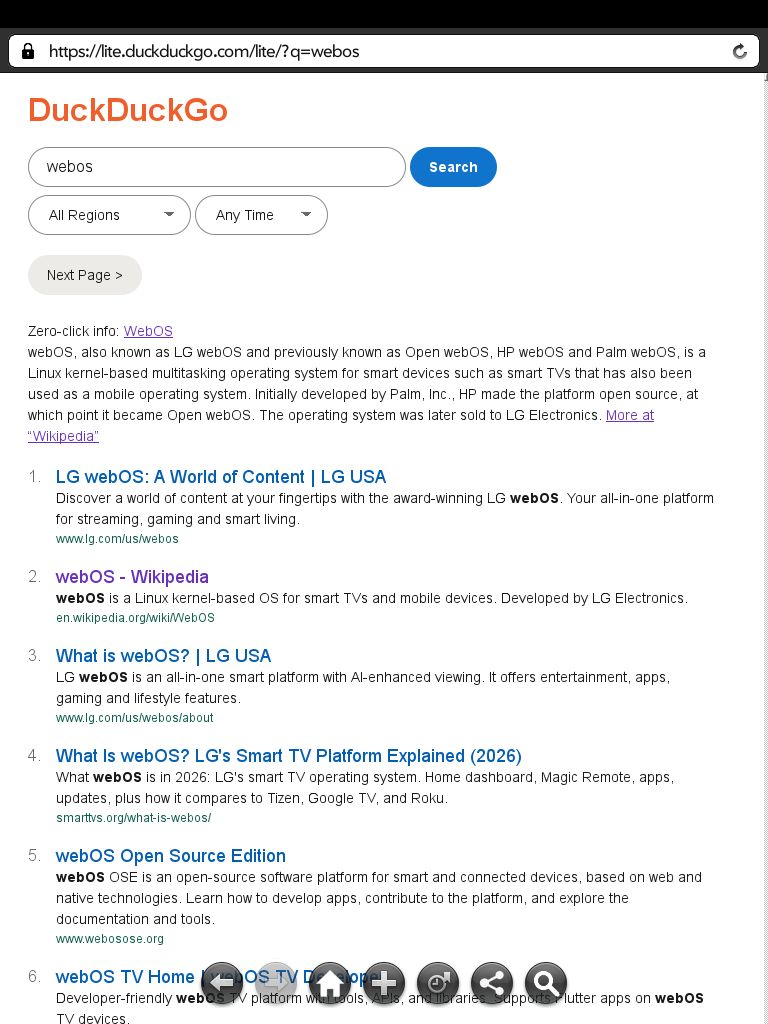 https://lite.duckduckgo.com/lite/?q=webos
DuckDuckGo
webos
Search
All Regions
Any Time
Next Page >
Zero-click info: WebOS
webOS, also known as LG webOS and previously known as Open webOS, HP webOS and Palm webOS, is a
Linux kernel-based multitasking operating system for smart devices such as smart TVs that has also been
used as a mobile operating system. Initially developed by Palm, Inc., HP made the platform open source, at
which point it became Open webOS. The operating system was later sold to LG Electronics. More at
"Wikipedia"
1. LG webOS: A World of Content | LG USA
Discover a world of content at your fingertips with the award-winning LG webOS. Your all-in-one platform
for streaming, gaming and smart living.
www.lg.com/us/webos
2. webOS - Wikipedia
webOS is a Linux kernel-based OS for smart TVs and mobile devices. Developed by LG Electronics.
en.wikipedia.org/wiki/WebOS
3. What is webOS? | LG USA
LG webOS is an all-in-one smart platform with AI-enhanced viewing. It offers entertainment, apps,
gaming and lifestyle features.
www.lg.com/us/webos/about
4. What Is webOS? LG's Smart TV Platform Explained (2026)
What webOS is in 2026: LG's smart TV operating system. Home dashboard, Magic Remote, apps,
updates, plus how it compares to Tizen, Google TV, and Roku.
smarttvs.org/what-is-webos/
5. webOS Open Source Edition
webOS OSE is an open-source software platform for smart and connected devices, based on web and
native technologies. Learn how to develop apps, contribute to the platform, and explore the
documentation and tools.
www.webosose.org
6. webOS TV Home | webOS TV Developer
Developer-friendly webOS TV platform with tools, APIs, and libraries. Supports Flutter apps on webOS
TV devices.